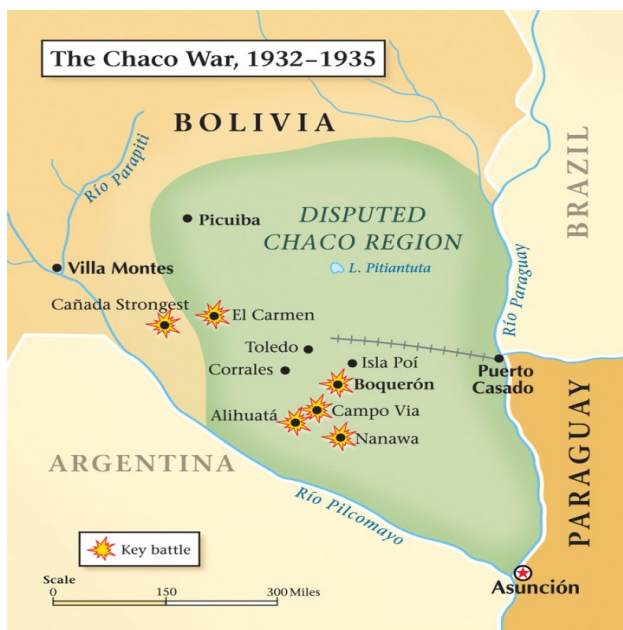 The Chaco War, 1932–1935
BOLIVIA
BRAZIL
Río Parapiti
Picuiba
DISPUTED
CHACO REGION
L. Pitiantuta
Villa Montes
Río Paraguay
Cañada Strongest
El Carmen
Toledo
Isla Poí
Corrales
Puerto
Casado
Boquerón
Alihuatá
Campo Via
Nanawa
ARGENTINA
PARAGUAY
Río Pilcomayo
Key battle
Asunción
Scale
0 150 300 Miles